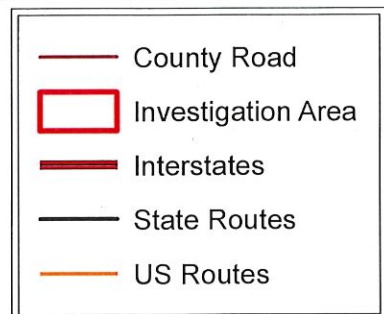 County Road
Investigation Area
Interstates
State Routes
US Routes